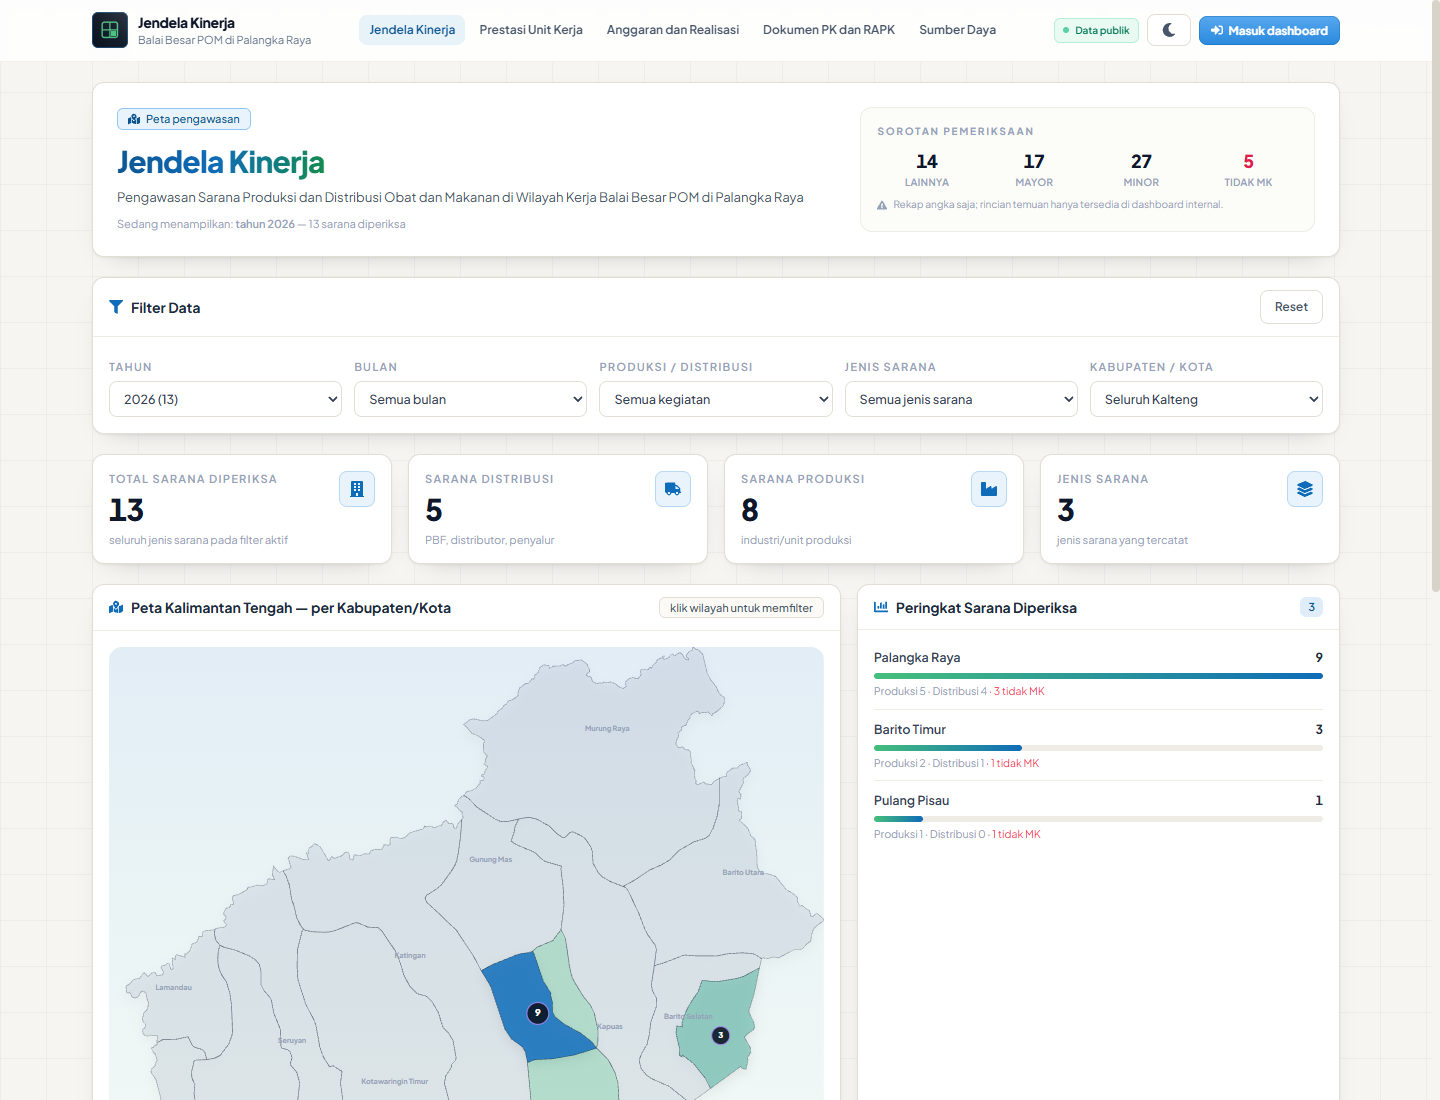 Jendela Kinerja
Balai Besar POM di Palangka Raya
Jendela Kinerja
Prestasi Unit Kerja
Anggaran dan Realisasi
Dokumen PK dan RAPK
Sumber Daya
Data publik
Masuk dashboard
Peta pengawasan
Jendela Kinerja
Pengawasan Sarana Produksi dan Distribusi Obat dan Makanan di Wilayah Kerja Balai Besar POM di Palangka Raya
Sedang menampilkan: tahun 2026 — 13 sarana diperiksa
SOROTAN PEMERIKSAAN
14 17 27 5
LAINNYA MAYOR MINOR TIDAK MK
Rekap angka saja; rincian temuan hanya tersedia di dashboard internal.
Filter Data
Reset
TAHUN BULAN PRODUKSI / DISTRIBUSI JENIS SARANA KABUPATEN / KOTA
2026 (13) Semua bulan Semua kegiatan Semua jenis sarana Seluruh Kalteng
TOTAL SARANA DIPERIKSA
13
seluruh jenis sarana pada filter aktif
SARANA DISTRIBUSI
5
PBF, distributor, penyalur
SARANA PRODUKSI
8
industri/unit produksi
JENIS SARANA
3
jenis sarana yang tercatat
Peta Kalimantan Tengah — per Kabupaten/Kota
klik wilayah untuk memfilter
Murung Raya
Gunung Mas
Barito Utara
Katingan
Lamandau
9
Barito Selatan
Kapuas
3
Seruyan
Kotawaringin Timur
Peringkat Sarana Diperiksa
3
Palangka Raya 9
Produksi 5 · Distribusi 4 · 3 tidak MK
Barito Timur 3
Produksi 2 · Distribusi 1 · 1 tidak MK
Pulang Pisau 1
Produksi 1 · Distribusi 0 · 1 tidak MK